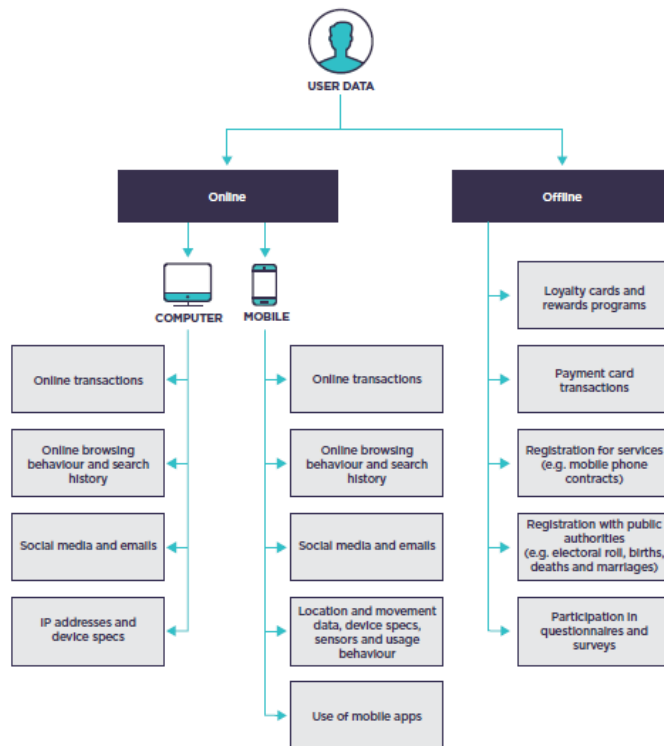 USER DATA
Online
Offline
COMPUTER
MOBILE
Online transactions
Online browsing
behaviour and search
history
Social media and emails
IP addresses and
device specs
Online transactions
Online browsing
behaviour and search
history
Social media and emails
Location and movement
data, device specs,
sensors and usage
behaviour
Use of mobile apps
Loyalty cards and
rewards programs
Payment card
transactions
Registration for services
(e.g. mobile phone
contracts)
Registration with public
authorities
(e.g. electoral roll, births,
deaths and marriages)
Participation in
questionnaires and
surveys